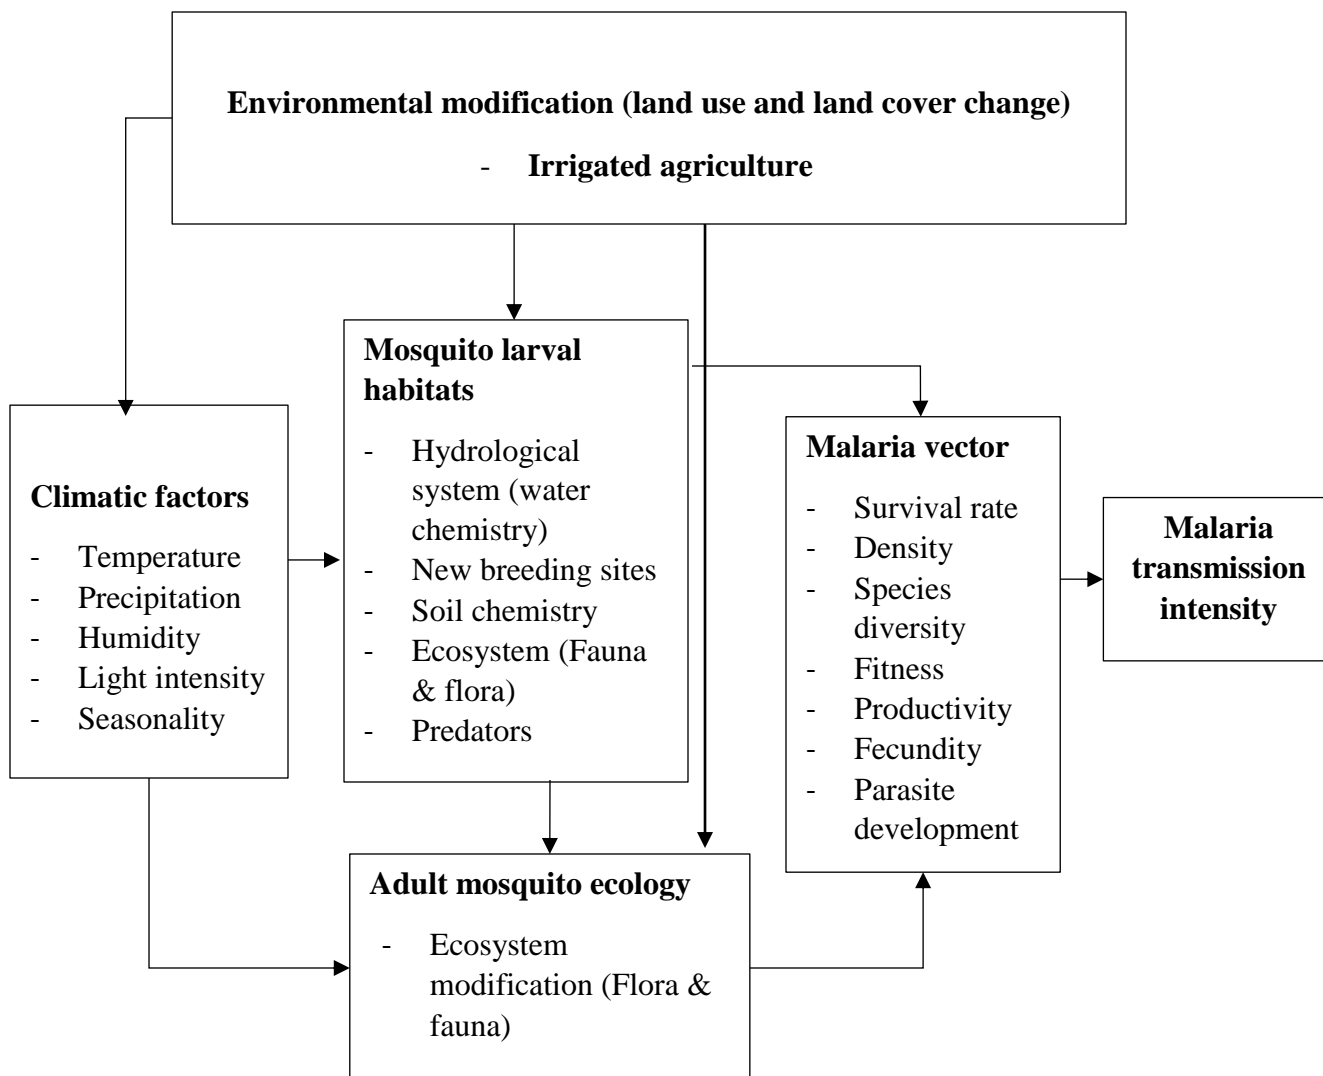 Environmental modification (land use and land cover change)
- Irrigated agriculture
Mosquito larval
habitats
- Hydrological
system (water
chemistry)
- New breeding sites
- Soil chemistry
- Ecosystem (Fauna
& flora)
- Predators
Climatic factors
- Temperature
- Precipitation
- Humidity
- Light intensity
- Seasonality
Malaria vector
- Survival rate
- Density
- Species
diversity
- Fitness
- Productivity
- Fecundity
- Parasite
development
Malaria
transmission
intensity
Adult mosquito ecology
- Ecosystem
modification (Flora &
fauna)